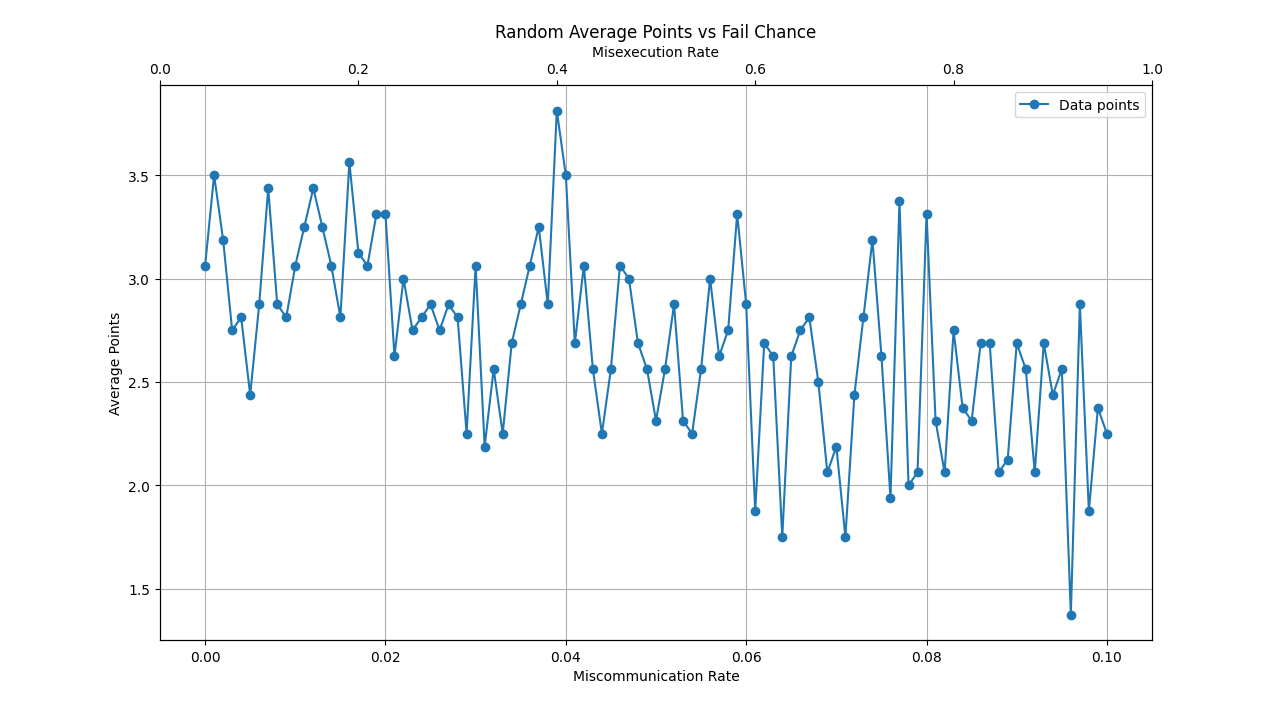 Random Average Points vs Fail Chance
Misexecution Rate
0.0 0.2 0.4 0.6 0.8 1.0
Data points
Average Points
3.5
3.0
2.5
2.0
1.5
0.00 0.02 0.04 0.06 0.08 0.10
Miscommunication Rate